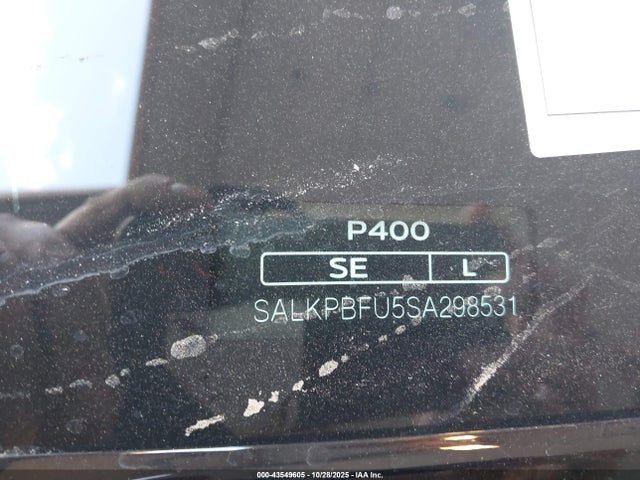 P400
SE L
SALKPBFU5SA298531
000-43549605 - 10/28/2025 - IAA Inc.